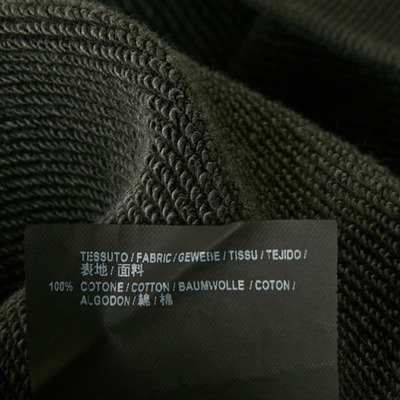 TESSUTO / FABRIC / GEWEBE / TISSU / TEJIDO /
表地 / 面料
100% COTONE / COTTON / BAUMWOLLE / COTON /
ALGODON / 綿 / 棉